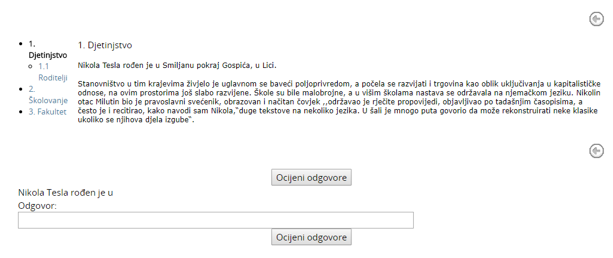 1.
Djetinjstvo
1.1
Roditelji
2.
Školovanje
3. Fakultet
1. Djetinjstvo
Nikola Tesla rođen je u Smiljanu pokraj Gospića, u Lici.
Stanovništvo u tim krajevima živjelo je uglavnom se baveći poljoprivredom, a počela se razvijati i trgovina kao oblik uključivanja u kapitalističke
odnose, na ovim prostorima još slabo razvijene. Škole su bile malobrojne, a u višim školama nastava se održavala na njemačkom jeziku. Nikolin
otac Milutin bio je pravoslavni svećenik, obrazovan i načitan čovjek ,,održavao je rječite propovijedi, objavljivao po tadašnjim časopisima, a
često je i recitirao, kako navodi sam Nikola,"duge tekstove na nekoliko jezika. U šali je mnogo puta govorio da može rekonstruirati neke klasike
ukoliko se njihova djela izgube".
Ocijeni odgovore
Nikola Tesla rođen je u
Odgovor:
Ocijeni odgovore